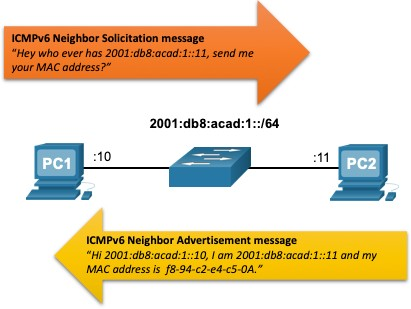 ICMPv6 Neighbor Solicitation message
“Hey who ever has 2001:db8:acad:1::11, send me
your MAC address?”
2001:db8:acad:1::/64
PC1
:10
:11
PC2
ICMPv6 Neighbor Advertisement message
“Hi 2001:db8:acad:1::10, I am 2001:db8:acad:1::11 and my
MAC address is f8-94-c2-e4-c5-0A.”